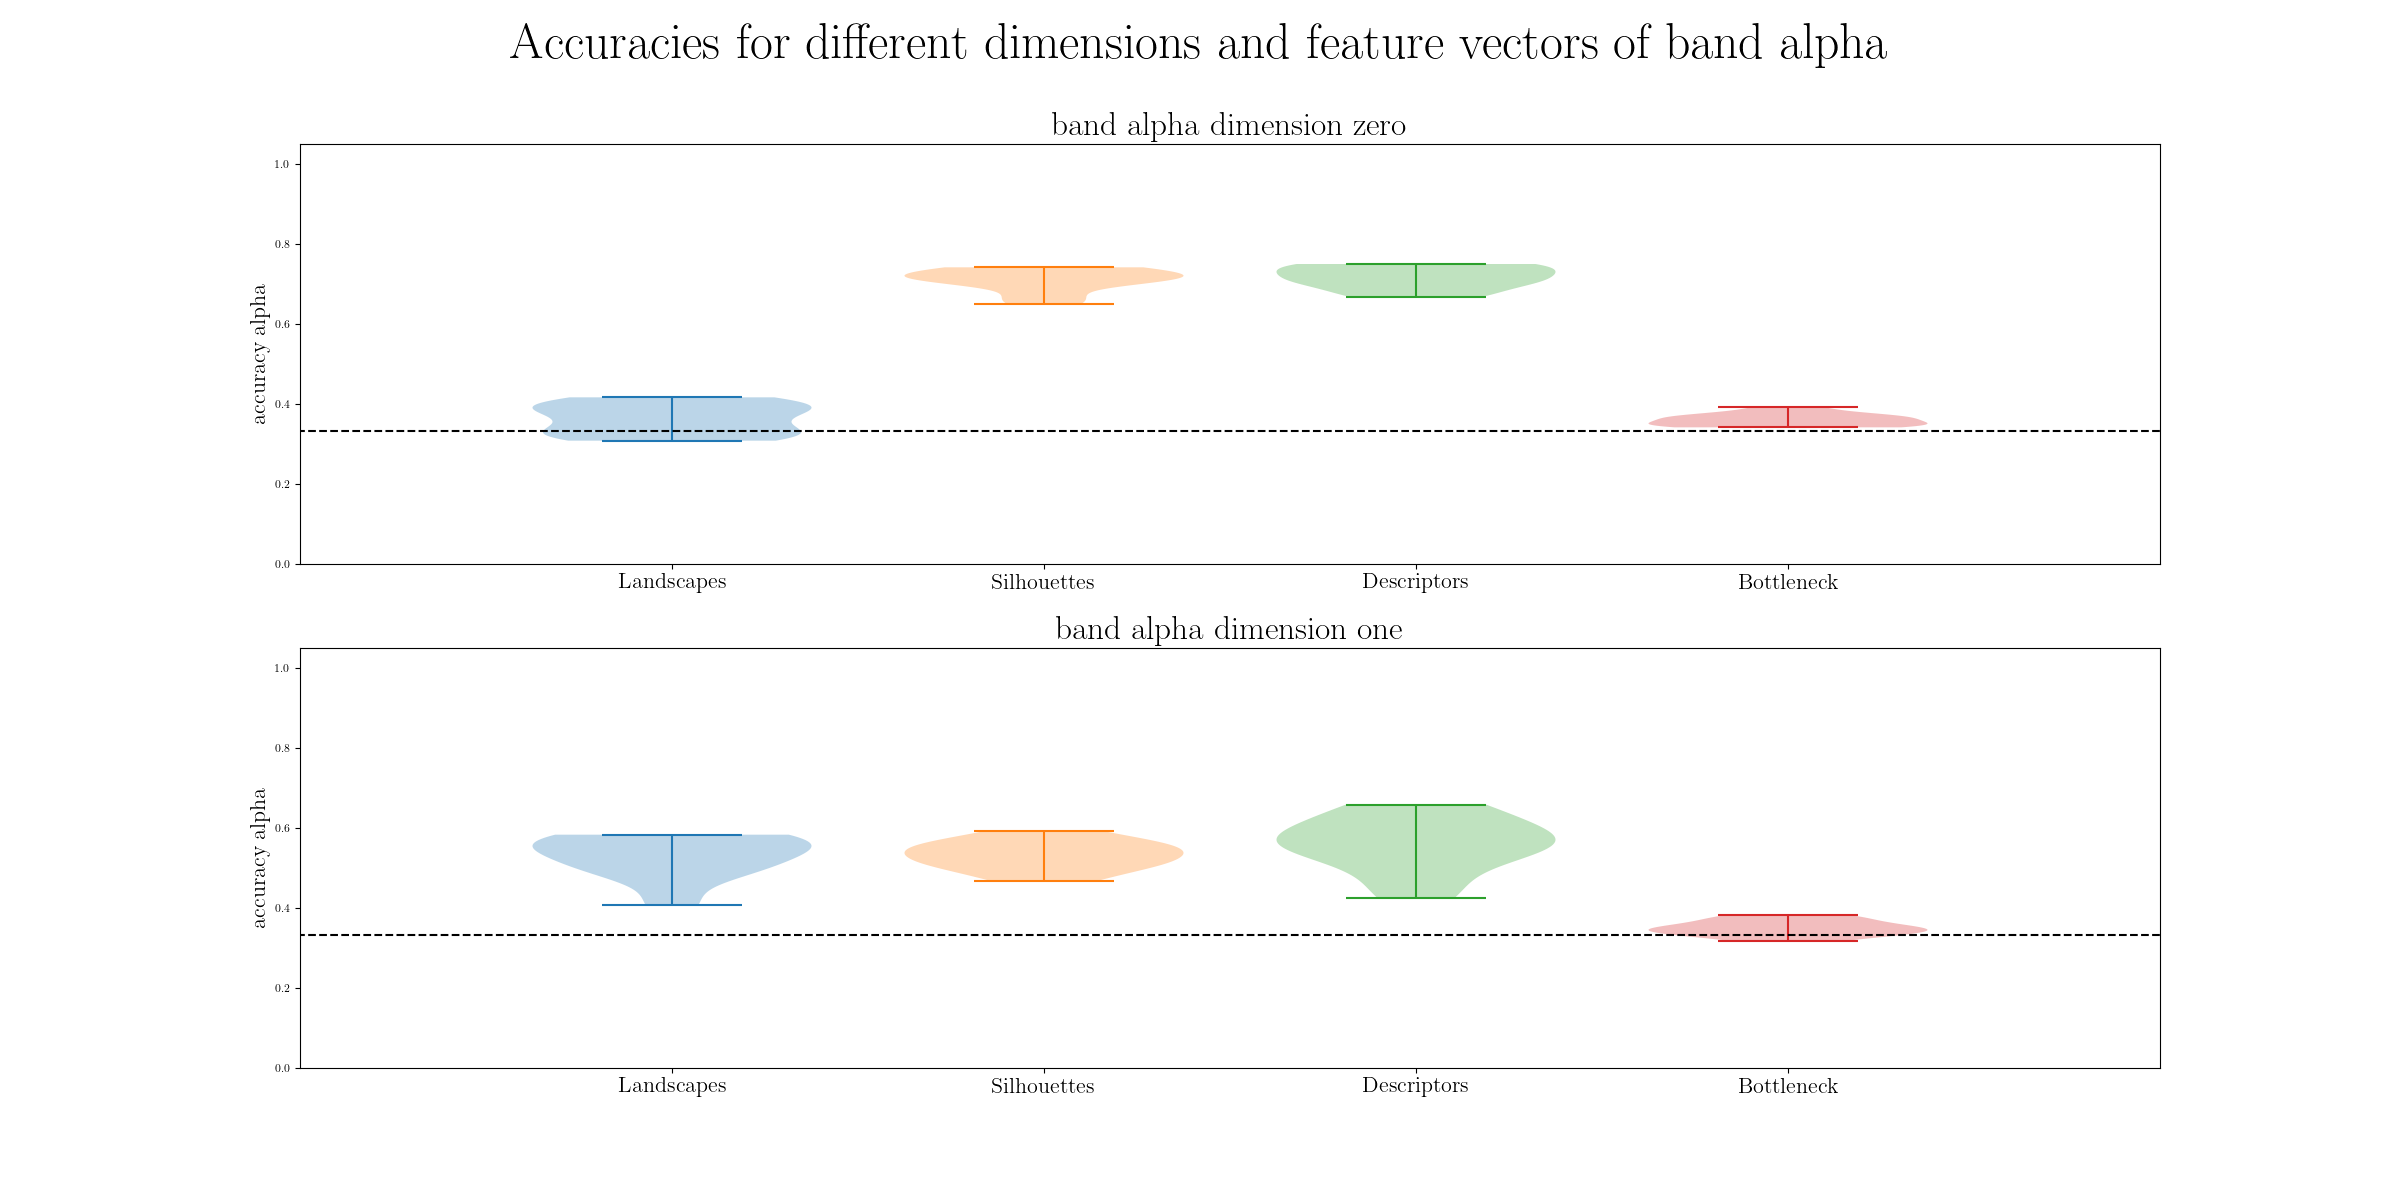 Accuracies for different dimensions and feature vectors of band alpha
band alpha dimension zero
1.0
0.8
0.6
0.4
0.2
0.0
accuracy alpha
Landscapes Silhouettes Descriptors Bottleneck
band alpha dimension one
1.0
0.8
0.6
0.4
0.2
0.0
accuracy alpha
Landscapes Silhouettes Descriptors Bottleneck